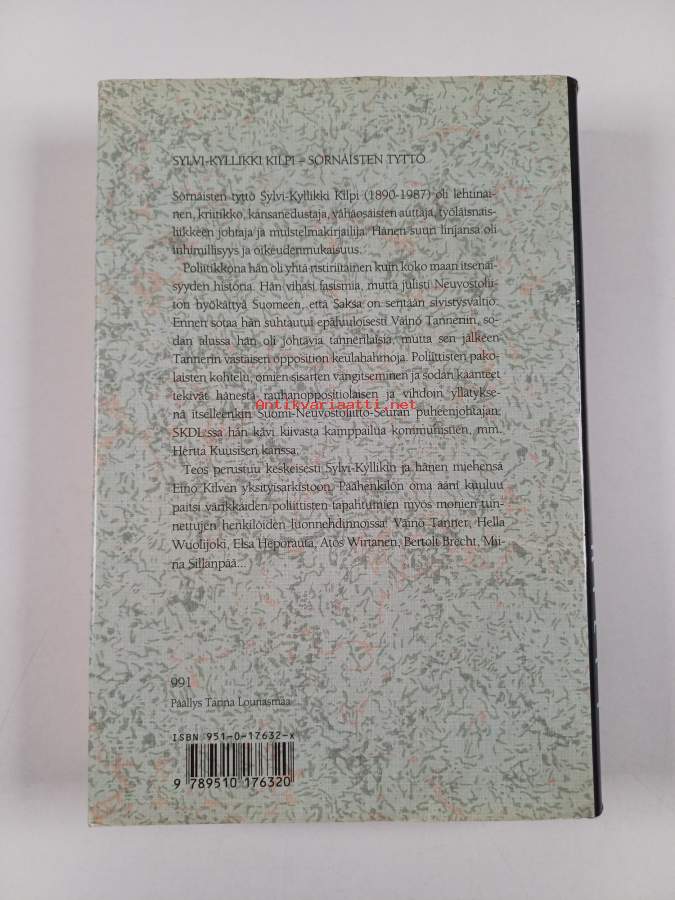 SYLVI-KYLLIKKI KILPI – SÖRNÄISTEN TYTTÖ
Sörnäisten tyttö Sylvi-Kyllikki Kilpi (1890-1987) oli lehtinai-
nen, kriitikko, kansanedustaja, vähäosaisten auttaja, työläisnais-
liikkeen johtaja ja muistelmakirjailija. Hänen suuri linjansa oli
inhimillisyys ja oikeudenmukaisuus.
Poliitikkona hän oli yhtä ristiriitainen kuin koko maan itsenäi-
syyden historia. Hän vihasi fasismia, mutta julisti Neuvostolii-
ton hyökättyä Suomeen, että Saksa on sentään sivistysvaltio.
Ennen sotaa hän suhtautui epäluuloisesti Väinö Tanneriin, so-
dan alussa hän oli johtavia tannerilaisia, mutta sen jälkeen
Tannerin vastaisen opposition keulahahmoja. Poliittisten pako-
laisten kohtelu, omien sisarten vangitseminen ja sodan käänteet
tekivät hänestä rauhanoppositiolaisen ja vihdoin yllätyksek-
se nä itselleenkin Suomi-Neuvostoliitto-Seuran puheenjohtajan.
Antikvariaatti.net
SKDL:ssa hän kävi kiivasta kamppailua kommunistien, mm.
Hertta Kuusisen kanssa.
Teos perustuu keskeisesti Sylvi-Kyllikin ja hänen miehensä
Eino Kilven yksityisarkistoon. Päähenkilön oma ääni kuuluu
paitsi värikkäiden poliittisten tapahtumien myös monien tun-
nettujen henkilöiden luonnehdinnoissa: Väinö Tanner, Hella
Wuolijoki, Elsa Heporauta, Atos Wirtanen, Bertolt Brecht, Mii-
na Sillanpää...
991
Päällys Tanna Lounasmaa
ISBN 951-0-17632-X
9 789510 176320